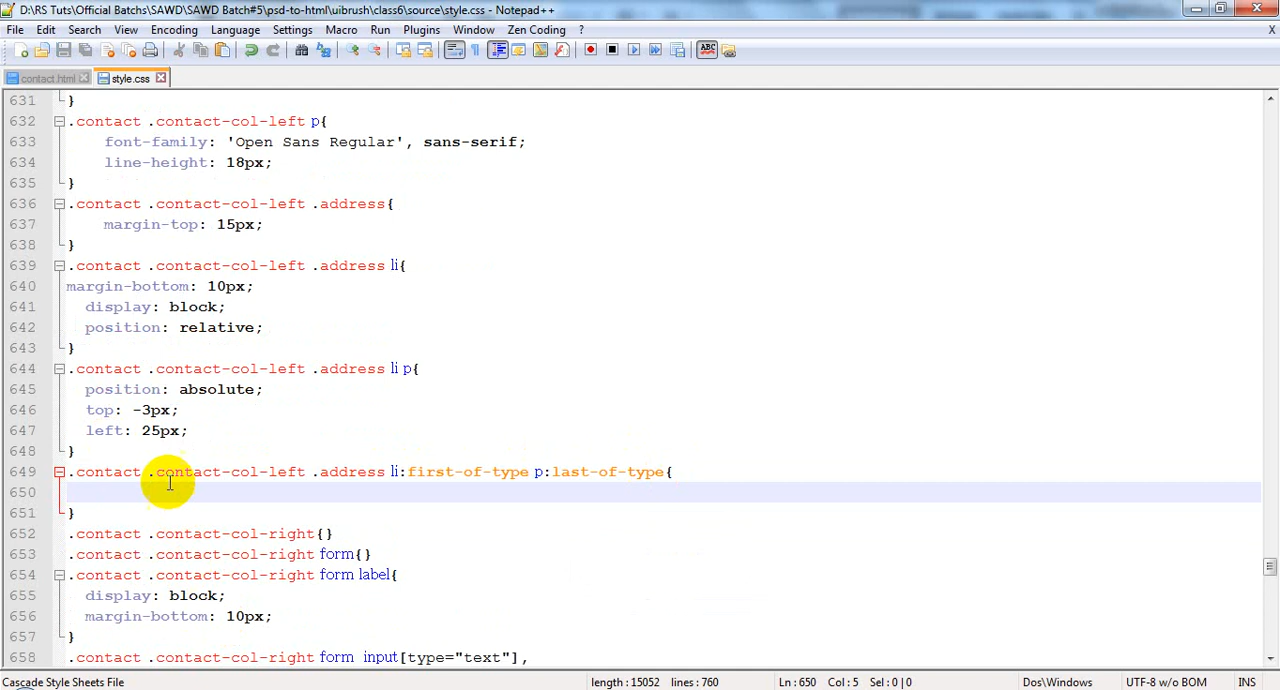 D:\RS Tuts\Official Batchs\SAWD\SAWD Batch#5\psd-to-html\uibrush\class6\source\style.css - Notepad++
File Edit Search View Encoding Language Settings Macro Run Plugins Window Zen Coding ? X
contact.html style.css
631 }
632 .contact .contact-col-left p{
633 font-family: 'Open Sans Regular', sans-serif;
634 line-height: 18px;
635 }
636 .contact .contact-col-left .address{
637 margin-top: 15px;
638 }
639 .contact .contact-col-left .address li{
640 margin-bottom: 10px;
641 display: block;
642 position: relative;
643 }
644 .contact .contact-col-left .address li p{
645 position: absolute;
646 top: -3px;
647 left: 25px;
648 }
649 .contact .contact-col-left .address li:first-of-type p:last-of-type{
650
651 }
652 .contact .contact-col-right{}
653 .contact .contact-col-right form{}
654 .contact .contact-col-right form label{
655 display: block;
656 margin-bottom: 10px;
657 }
658 .contact .contact-col-right form input[type="text"],
Cascade Style Sheets File length : 15052 lines : 760 Ln : 650 Col : 5 Sel : 0 | 0 Dos\Windows UTF-8 w/o BOM INS